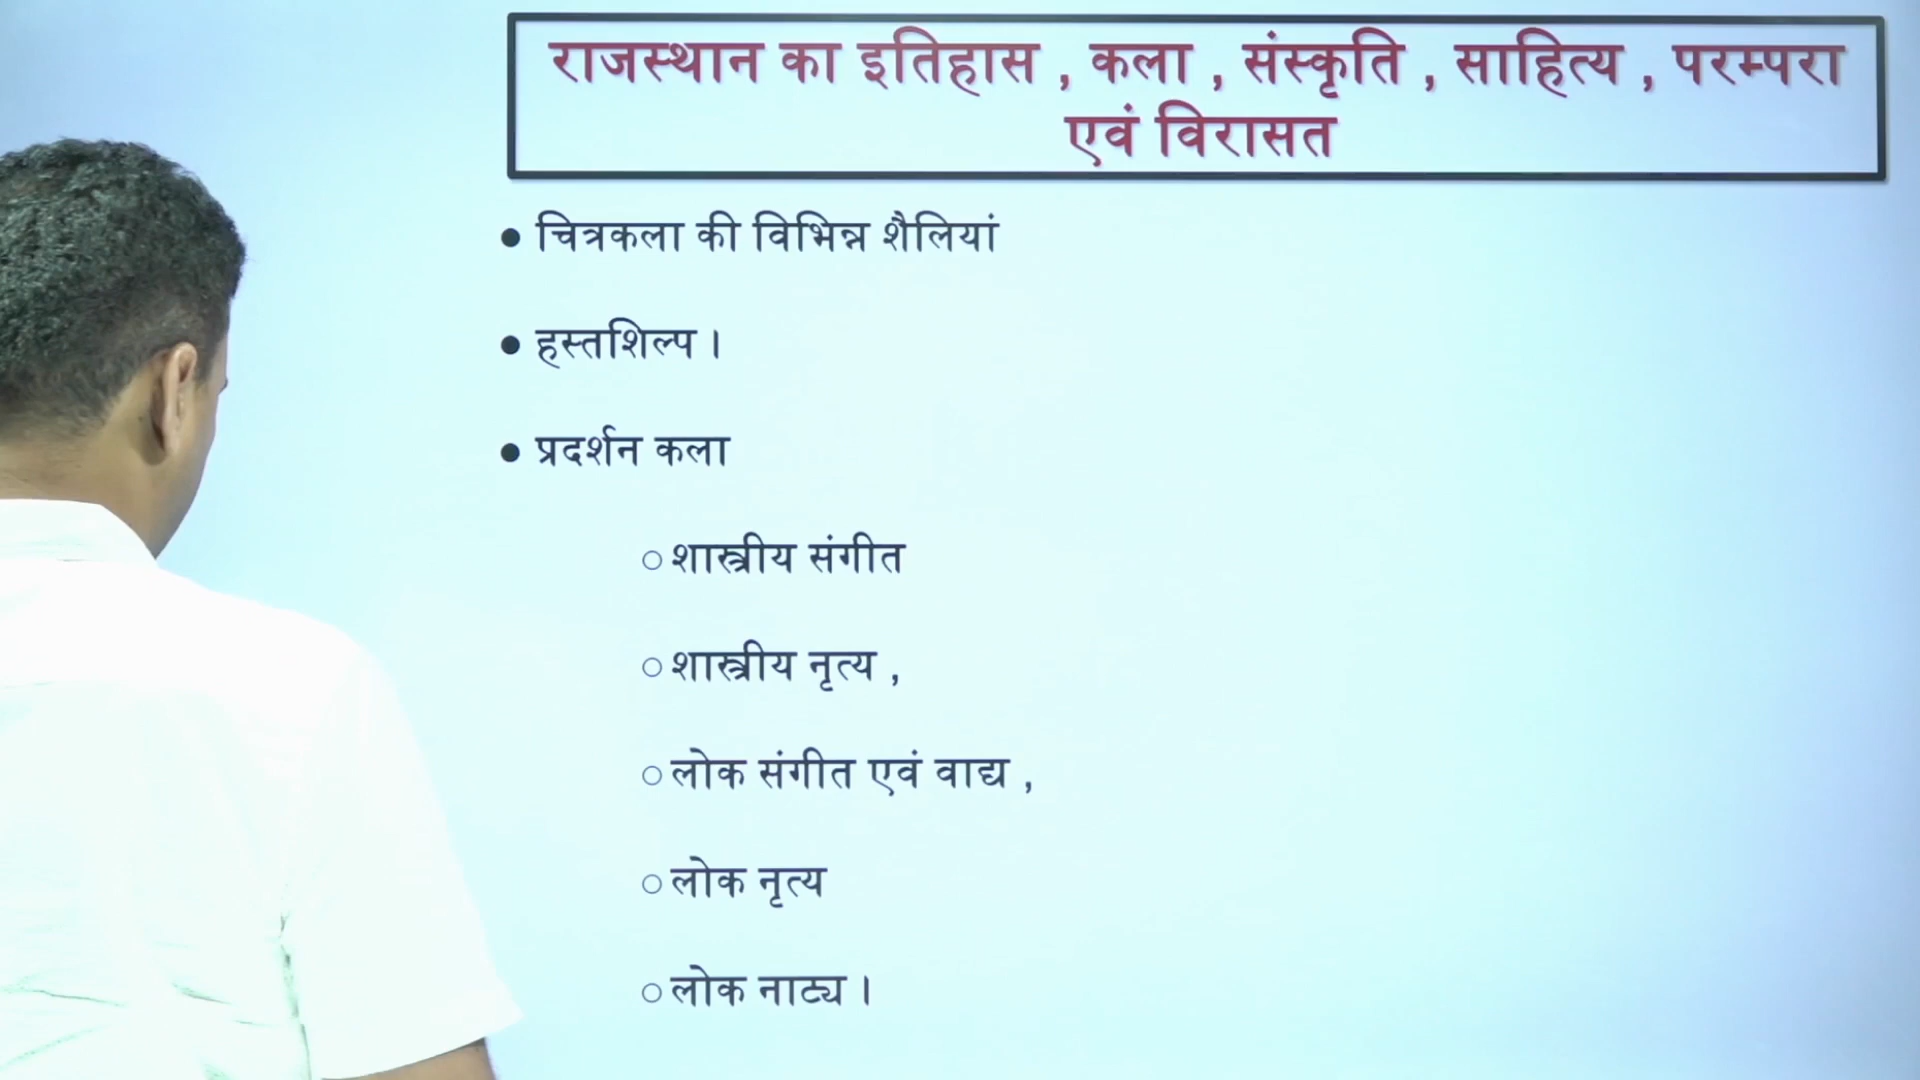 राजस्थान का इतिहास , कला , संस्कृति , साहित्य , परम्परा
एवं विरासत
● चित्रकला की विभिन्न शैलियां
● हस्तशिल्प ।
● प्रदर्शन कला
○ शास्त्रीय संगीत
○ शास्त्रीय नृत्य ,
○ लोक संगीत एवं वाद्य ,
○ लोक नृत्य
○ लोक नाट्य ।